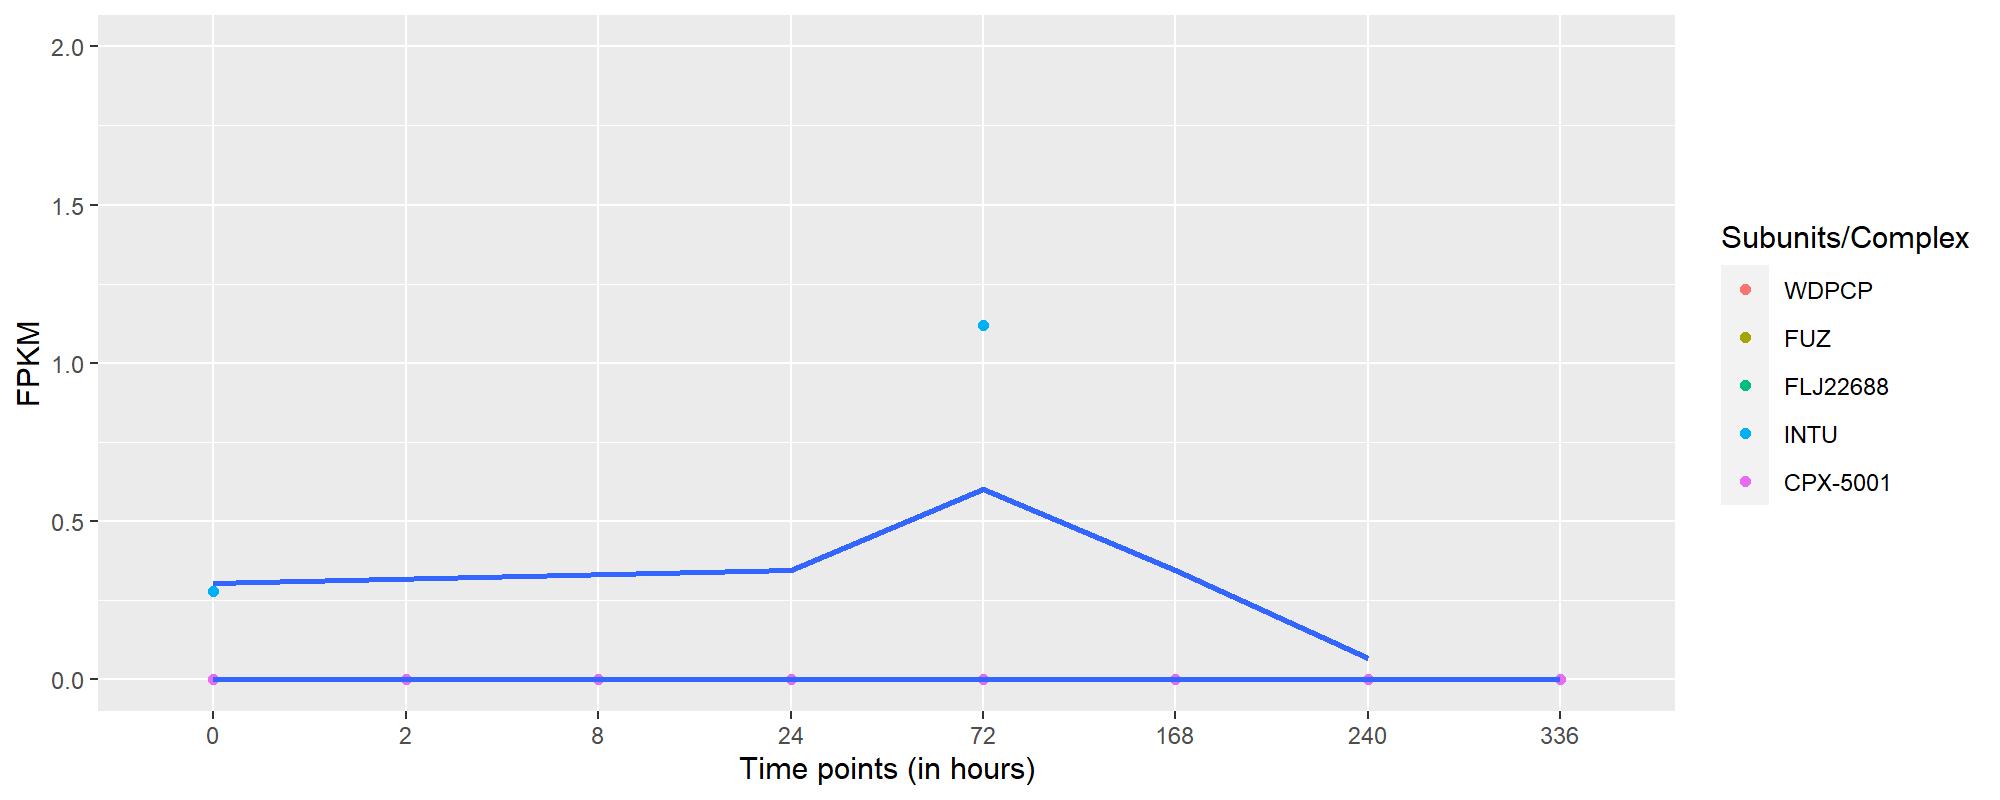 2.0
1.5
1.0
0.5
0.0
FPKM
0 2 8 24 72 168 240 336
Time points (in hours)
Subunits/Complex
WDPCP
FUZ
FLJ22688
INTU
CPX-5001